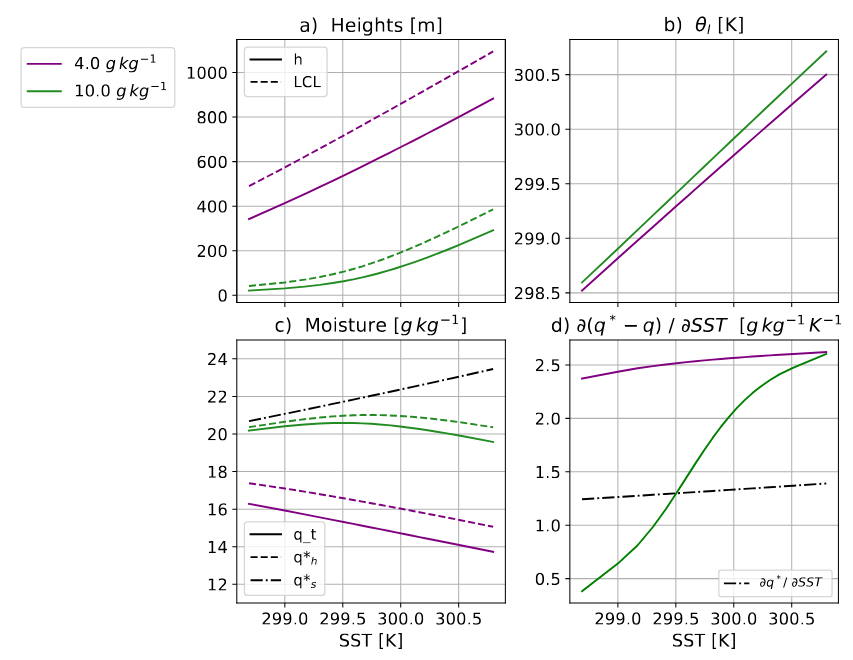 a)  Heights [m]
b)  θ_l [K]
4.0 g kg⁻¹
10.0 g kg⁻¹
h
LCL
1000
800
600
400
200
0
300.5
300.0
299.5
299.0
298.5
c)  Moisture [g kg⁻¹]
d) ∂(q* − q) / ∂SST  [g kg⁻¹ K⁻¹
24
22
20
18
16
14
12
q_t
q*ₕ
q*ₛ
2.5
2.0
1.5
1.0
0.5
∂q* / ∂SST
299.0 299.5 300.0 300.5
299.0 299.5 300.0 300.5
SST [K]
SST [K]